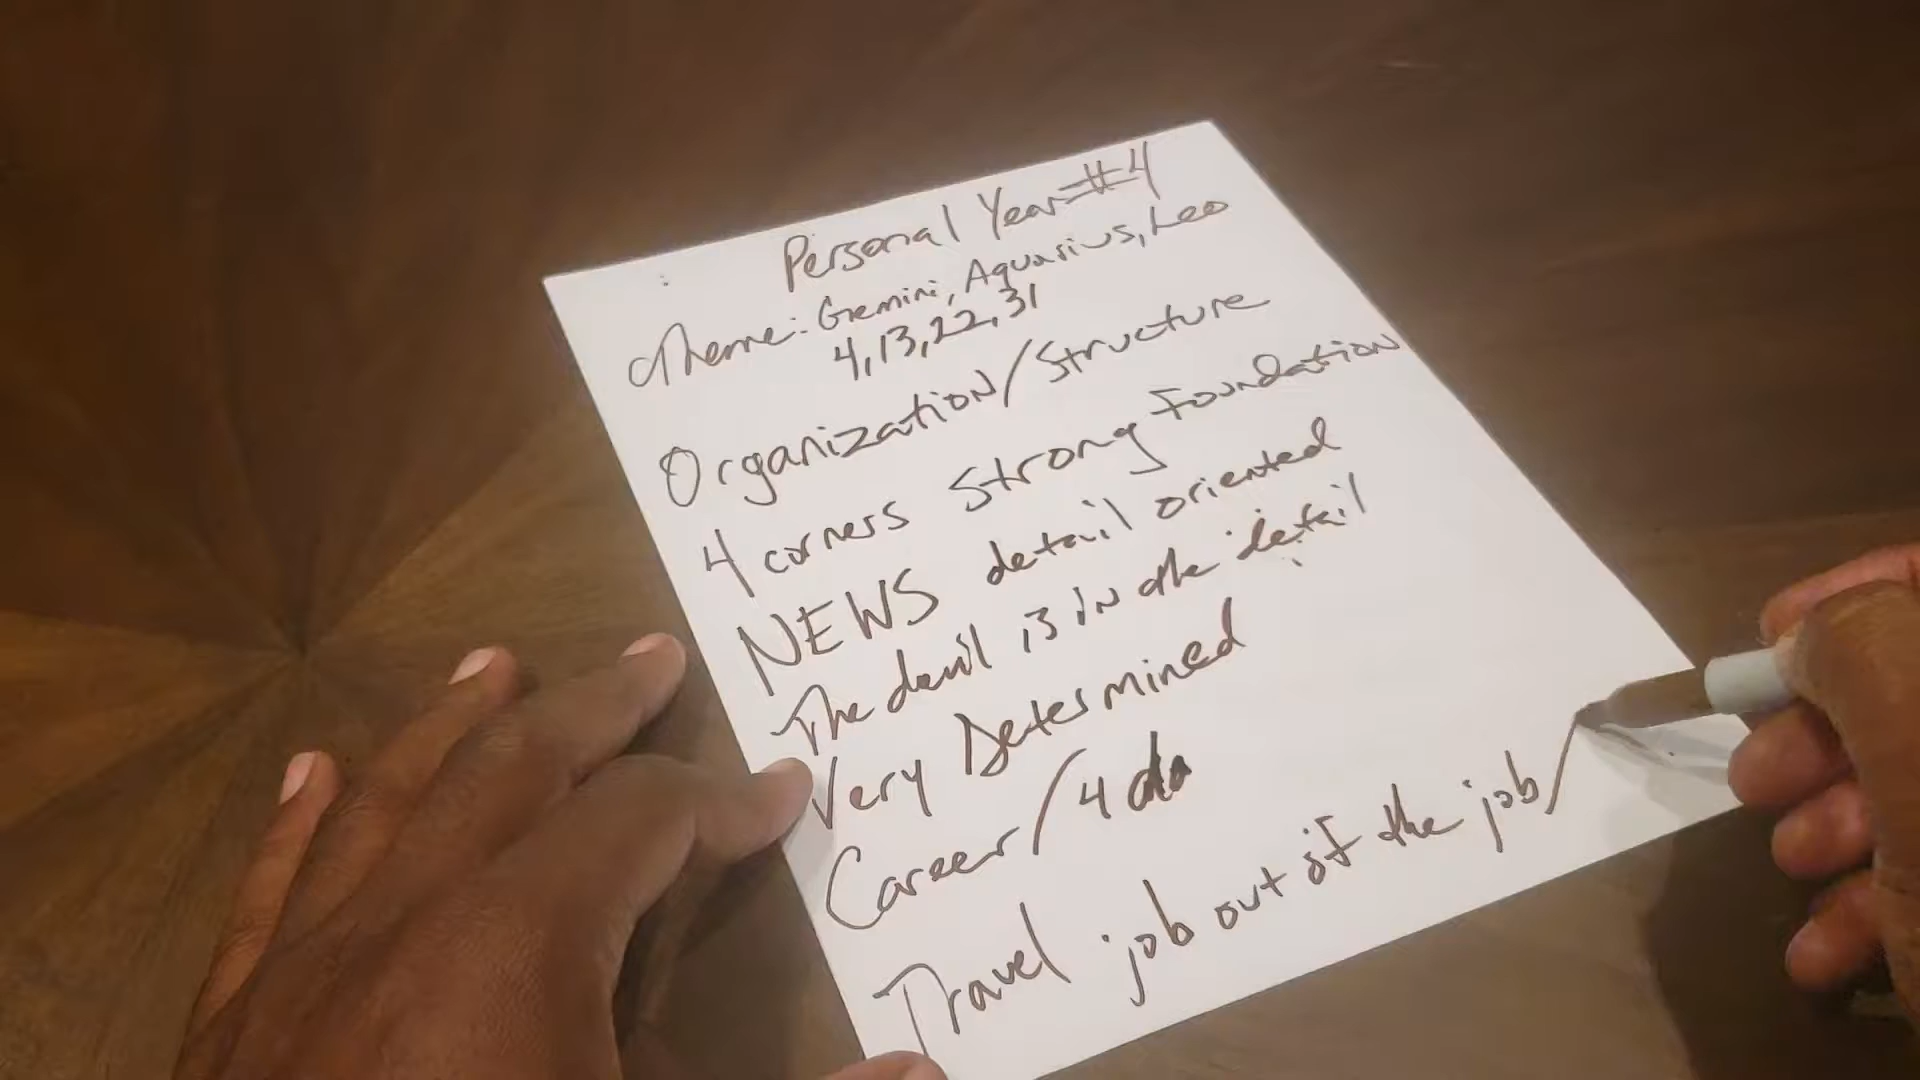 Personal Year #4
Theme: Gemini, Aquarius, Leo
4, 13, 22, 31
Organization/Structure
4 corners strong Foundation
NEWS detail oriented
The devil is in the detail
Very Determined
Career/4 do
Travel job out of the job/